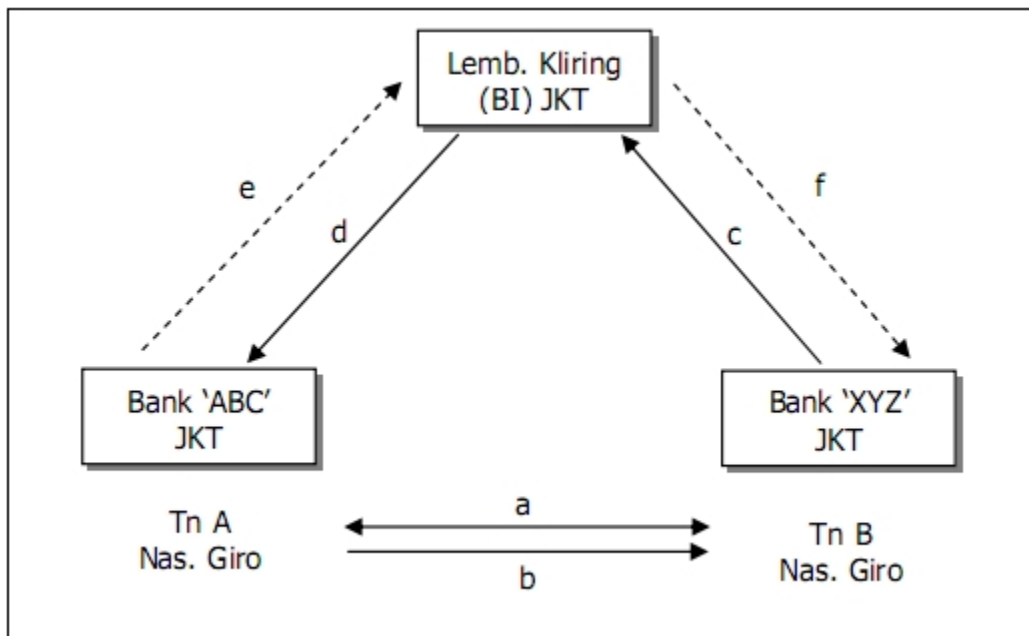 Lemb. Kliring
(BI) JKT
e
f
d
c
Bank ‘ABC’
JKT
Bank ‘XYZ’
JKT
a
Tn A
Nas. Giro
Tn B
Nas. Giro
b